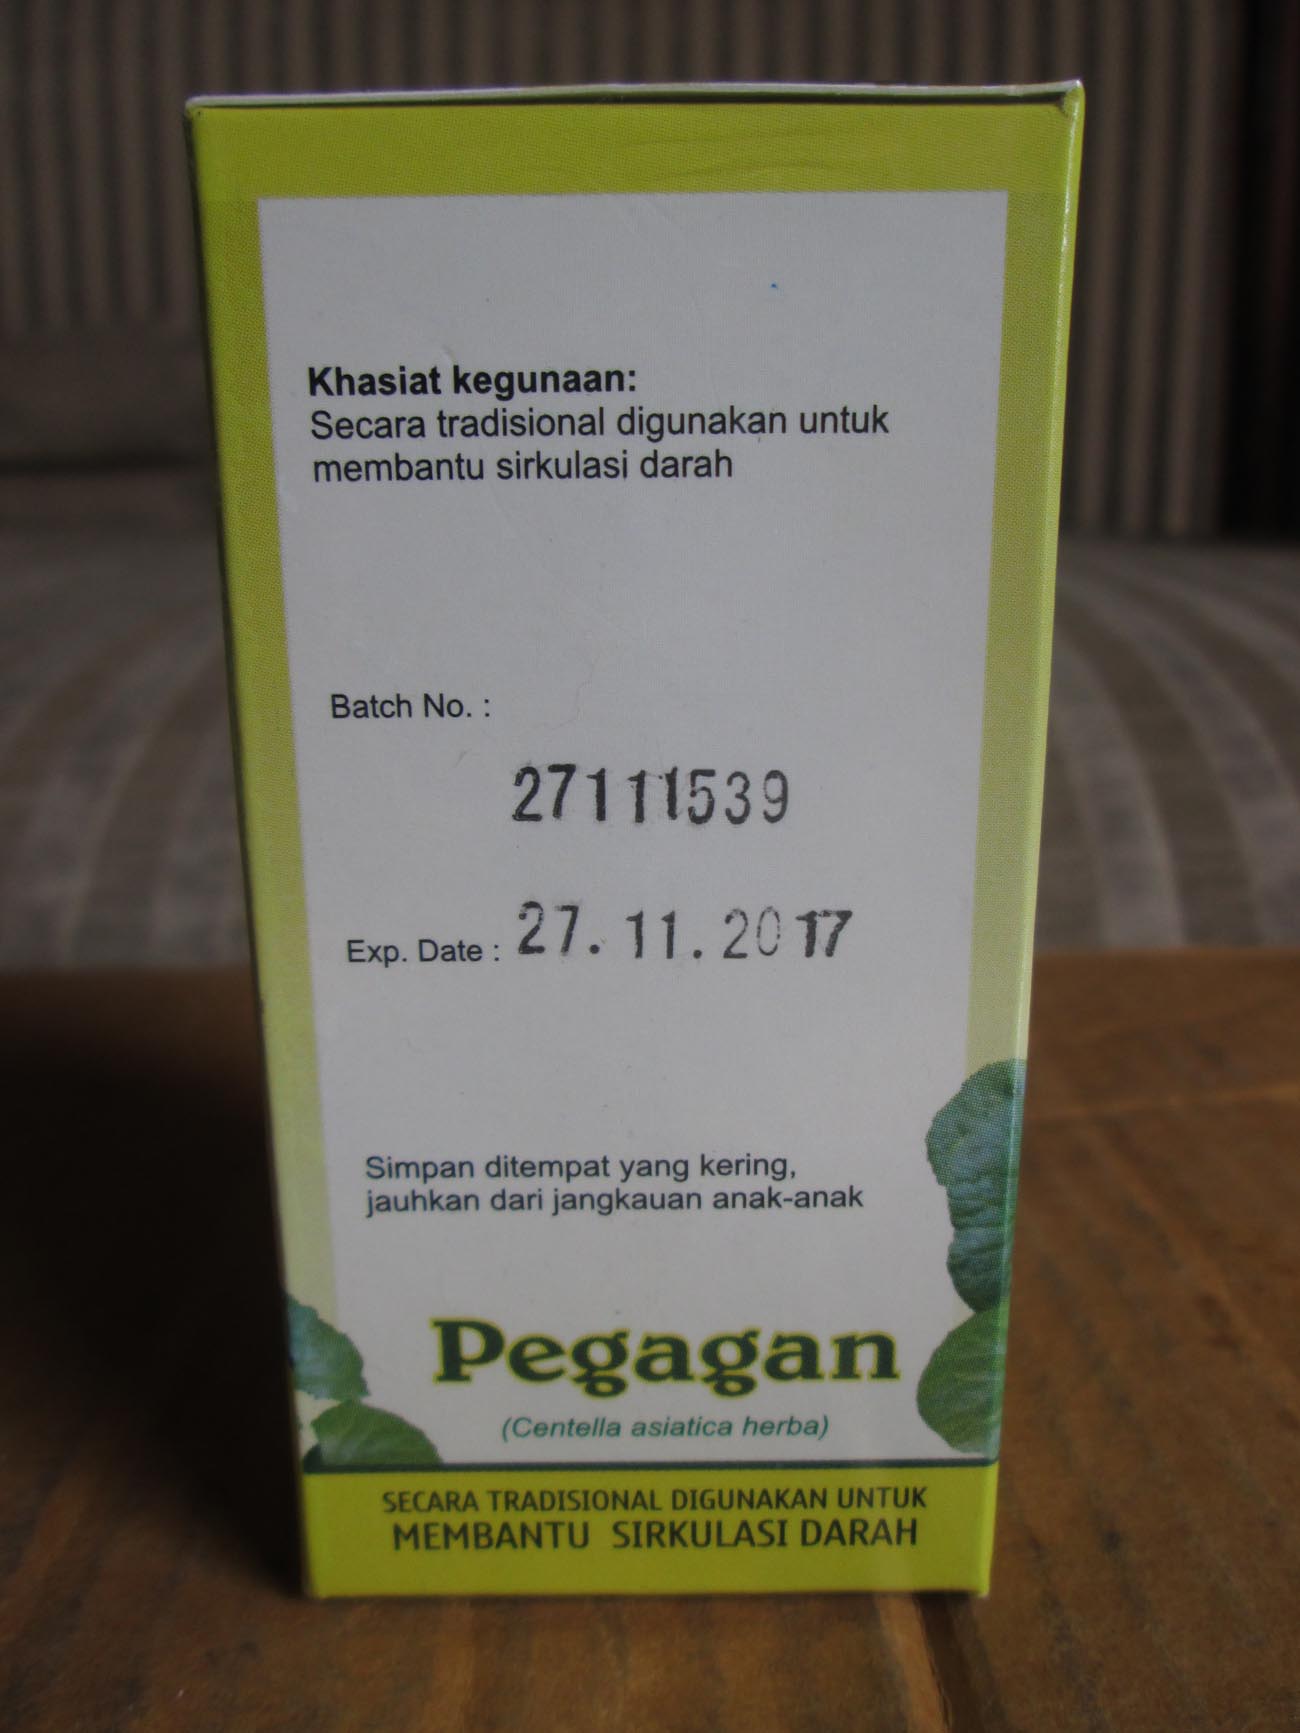 Khasiat kegunaan:
Secara tradisional digunakan untuk
membantu sirkulasi darah
Batch No. :
27111539
Exp. Date : 27.11.2017
Simpan ditempat yang kering,
jauhkan dari jangkauan anak-anak
Pegagan
(Centella asiatica herba)
SECARA TRADISIONAL DIGUNAKAN UNTUK
MEMBANTU SIRKULASI DARAH